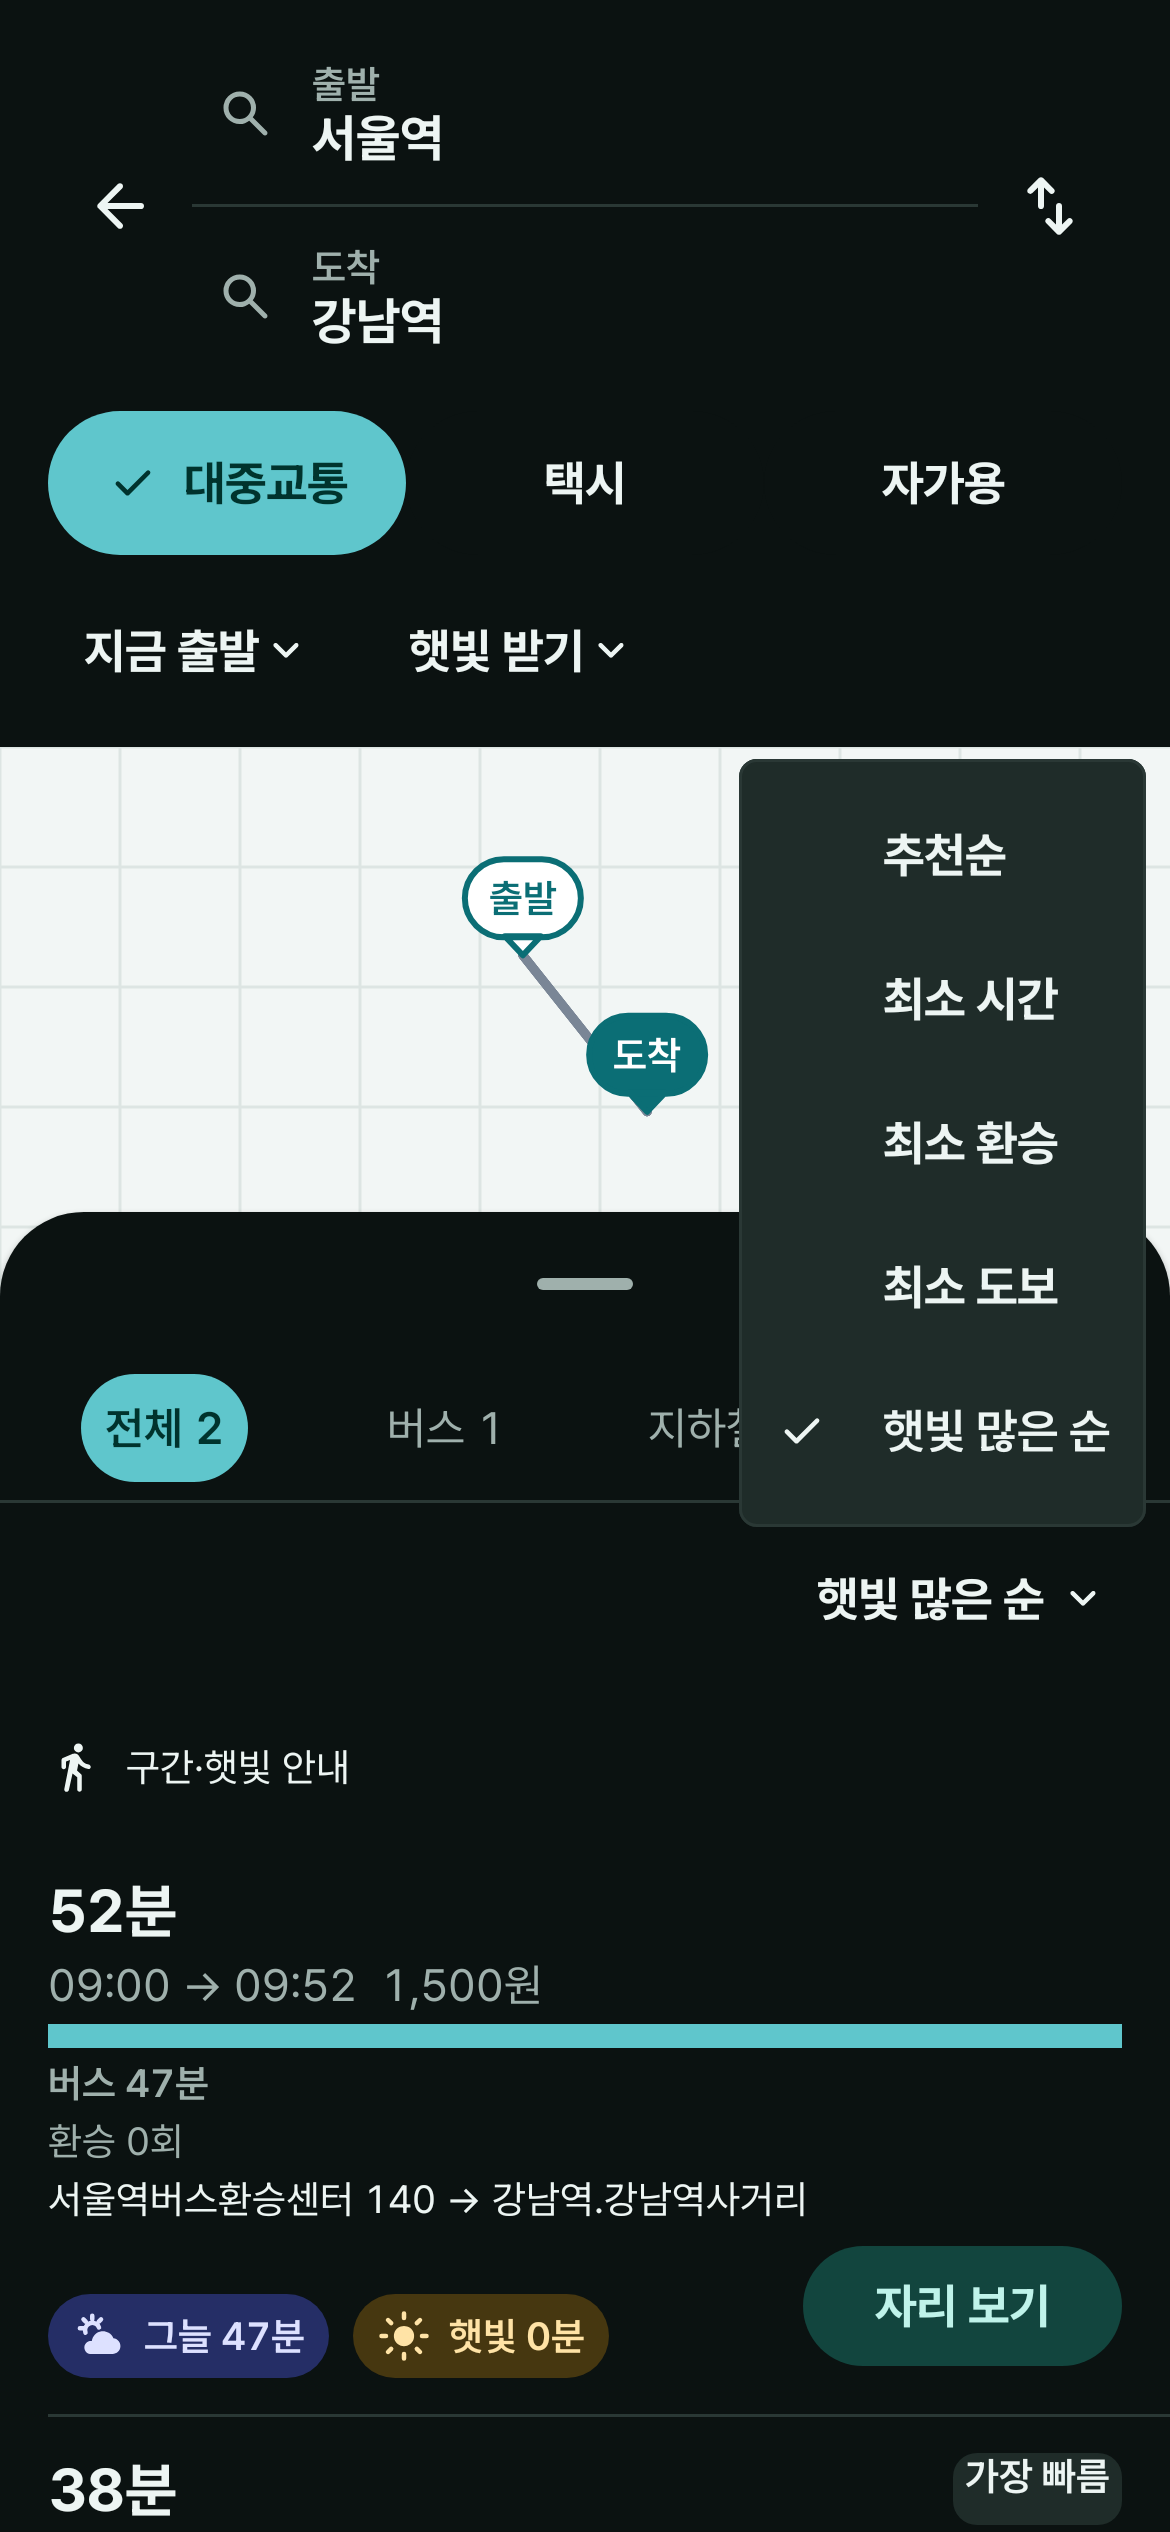 출발
서울역
도착
강남역
대중교통
택시
자가용
지금 출발
햇빛 받기
출발
도착
추천순
최소 시간
최소 환승
최소 도보
햇빛 많은 순
전체 2
버스 1
지하
햇빛 많은 순
구간·햇빛 안내
52분
09:00 → 09:52 1,500원
버스 47분
환승 0회
서울역버스환승센터 140 → 강남역.강남역사거리
자리 보기
그늘 47분
햇빛 0분
38분
가장 빠름